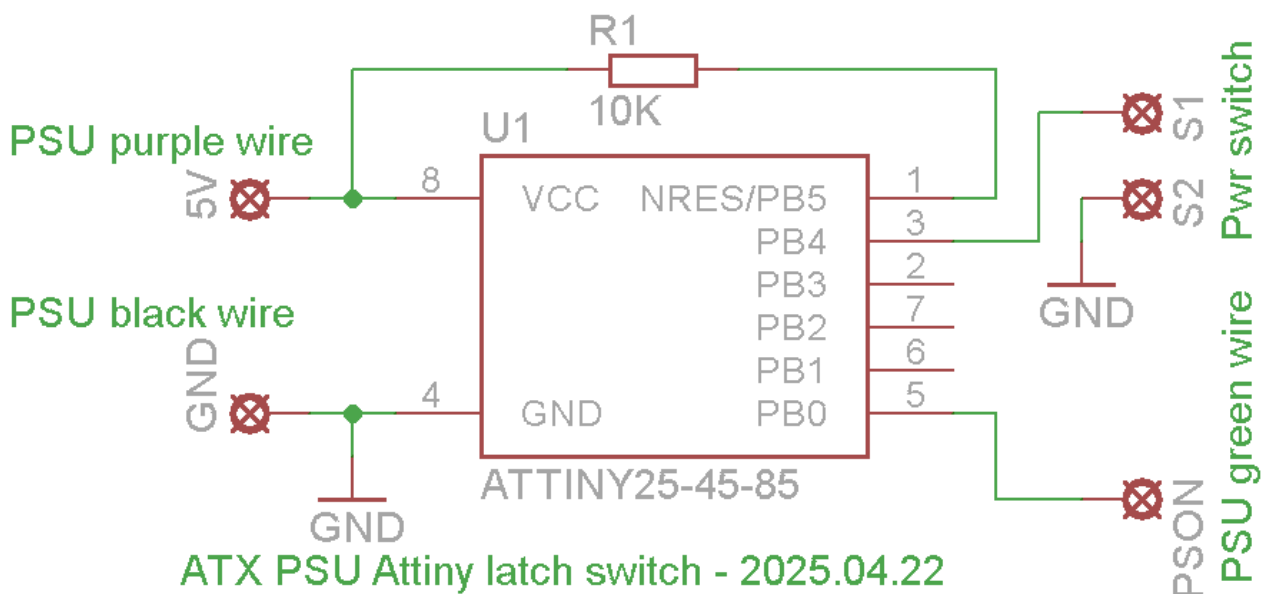 R1
10K
PSU purple wire
5V
U1
8
VCC
NRES/PB5
1
PB4
3
PB3
2
PB2
7
PB1
6
PB0
5
S1
S2
Pwr switch
GND
PSU black wire
GND
4
GND
ATTINY25-45-85
GND
PSON
PSU green wire
ATX PSU Attiny latch switch - 2025.04.22